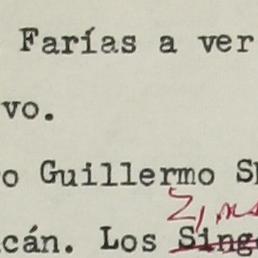 Farías a ver
vo.
o Guillermo S
cán. Los Sing